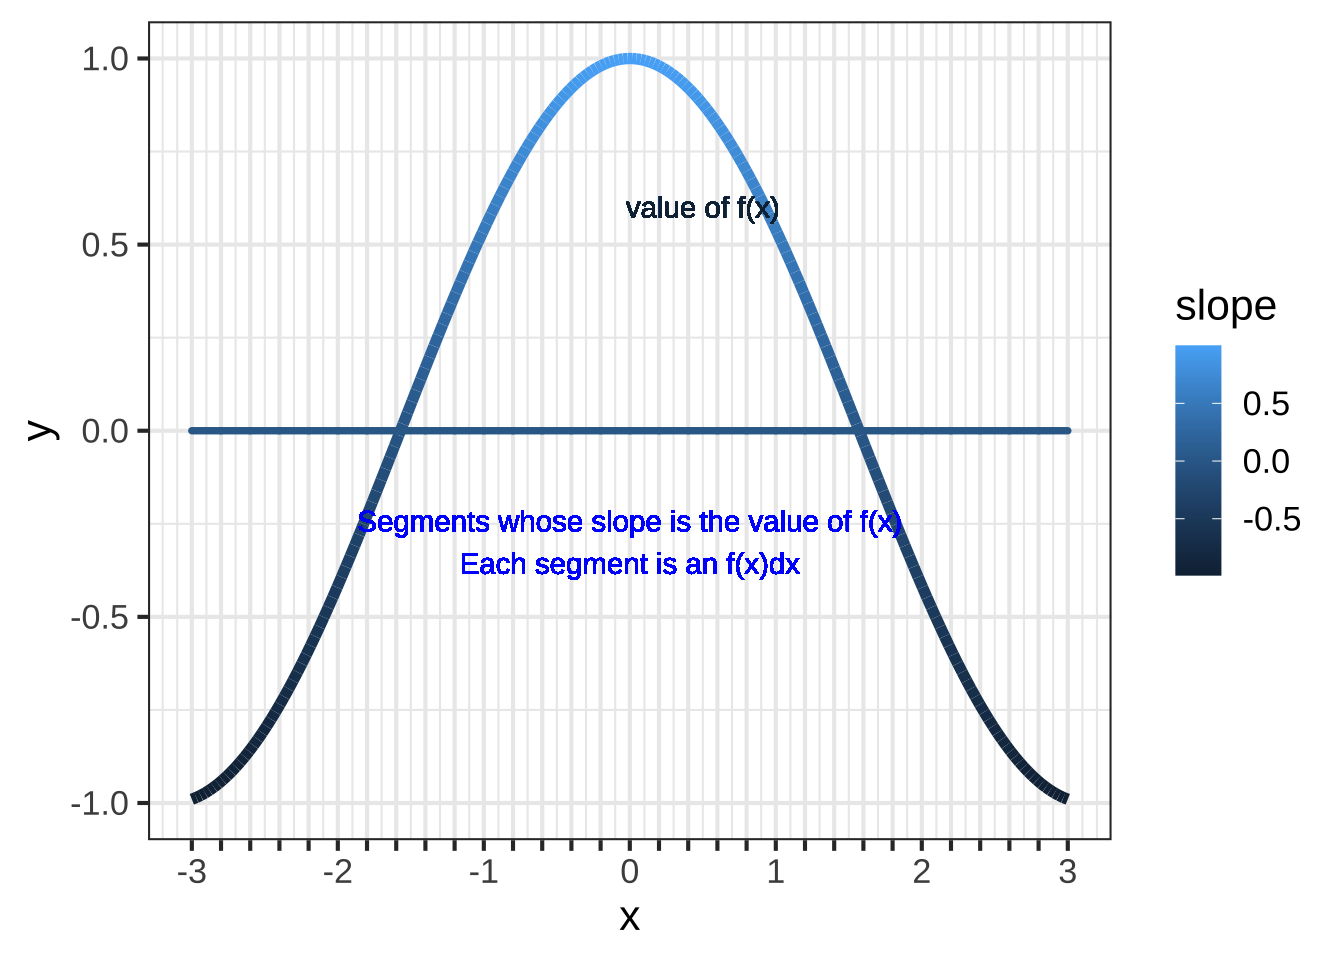 1.0
0.5
0.0
-0.5
-1.0
y
value of f(x)
Segments whose slope is the value of f(x)
Each segment is an f(x)dx
-3 -2 -1 0 1 2 3
x
slope
0.5
0.0
-0.5